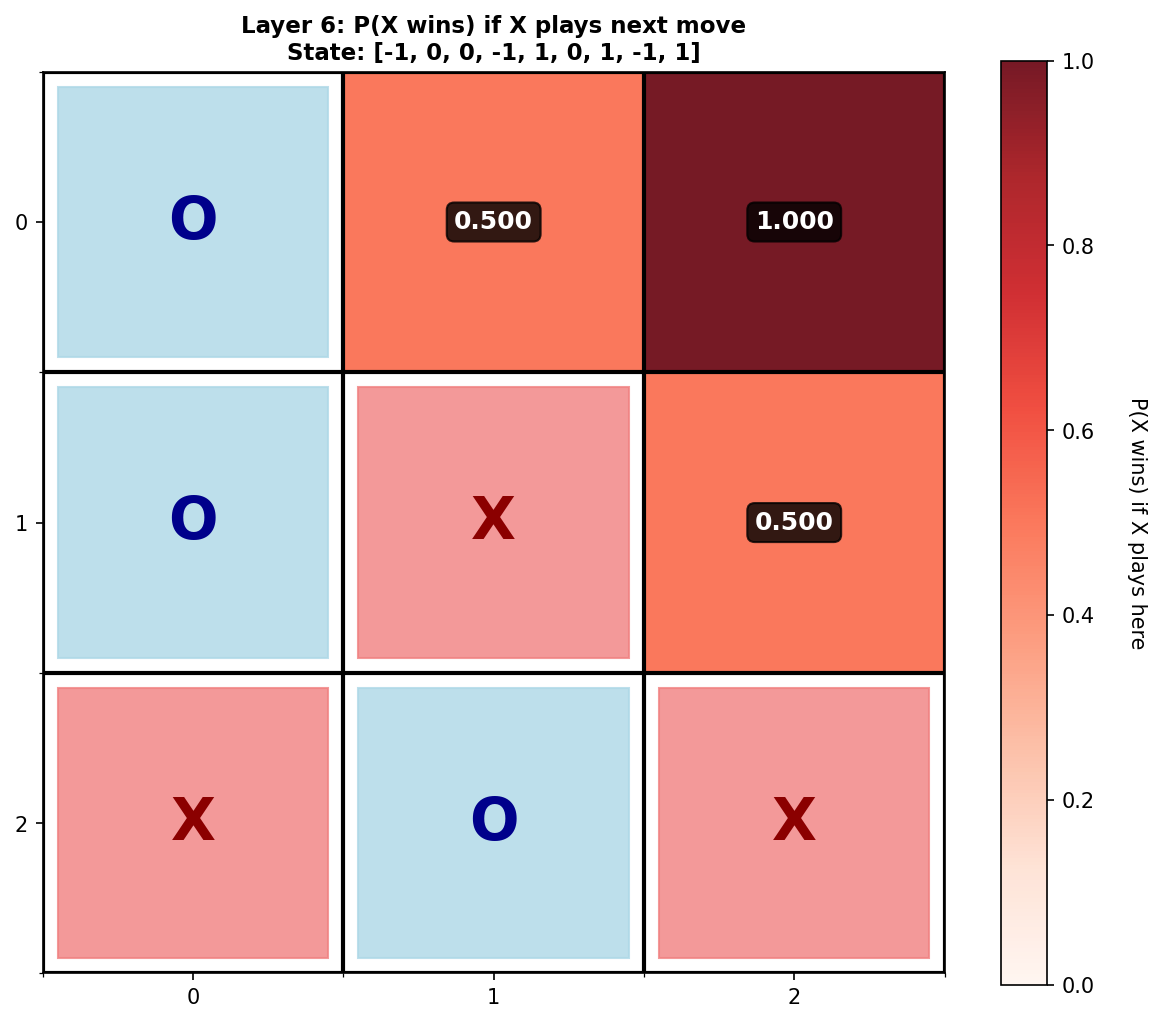 Layer 6: P(X wins) if X plays next move
State: [-1, 0, 0, -1, 1, 0, 1, -1, 1]
0
O
0.500
1.000
1
O
X
0.500
2
X
O
X
0
1
2
1.0
0.8
0.6
0.4
0.2
0.0
P(X wins) if X plays here